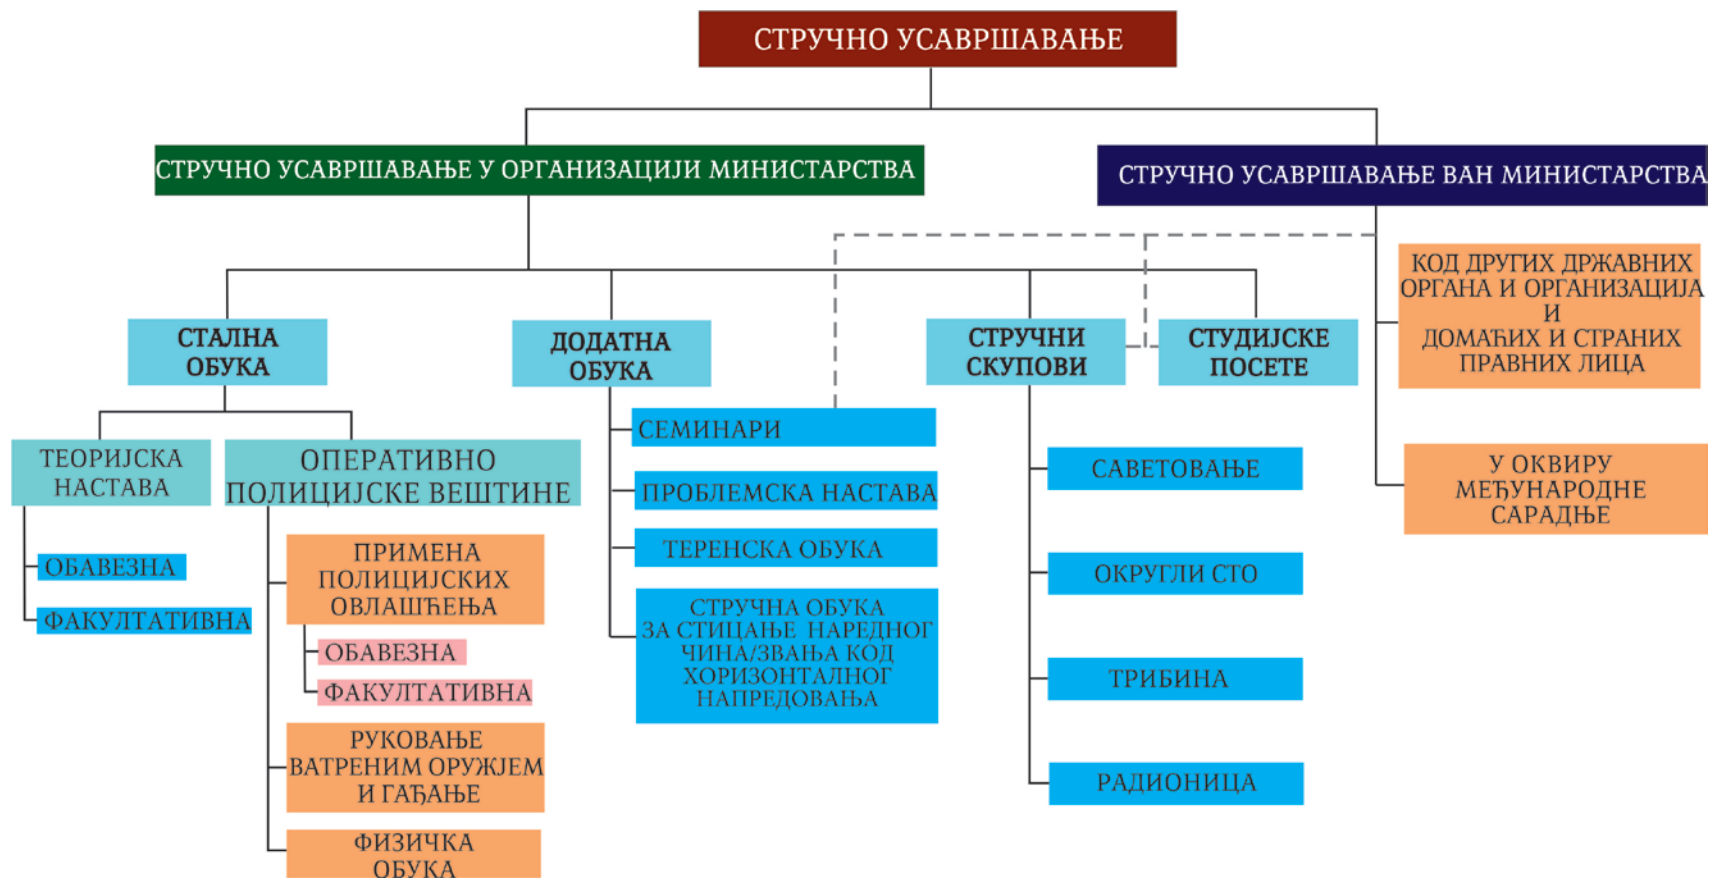 СТРУЧНО УСАВРШАВАЊЕ
СТРУЧНО УСАВРШАВАЊЕ У ОРГАНИЗАЦИЈИ МИНИСТАРСТВА
СТРУЧНО УСАВРШАВАЊЕ ВАН МИНИСТАРСТВА
СТАЛНА
ОБУКА
ДОДАТНА
ОБУКА
СТРУЧНИ
СКУПОВИ
СТУДИЈСКЕ
ПОСЕТЕ
КОД ДРУГИХ ДРЖАВНИХ
ОРГАНА И ОРГАНИЗАЦИЈА
И
ДОМАЋИХ И СТРАНИХ
ПРАВНИХ ЛИЦА
У ОКВИРУ
МЕЂУНАРОДНЕ
САРАДЊЕ
ТЕОРИЈСКА
НАСТАВА
ОБАВЕЗНА
ФАКУЛТАТИВНА
ОПЕРАТИВНО
ПОЛИЦИЈСКЕ ВЕШТИНЕ
ПРИМЕНА
ПОЛИЦИЈСКИХ
ОВЛАШЋЕЊА
ОБАВЕЗНА
ФАКУЛТАТИВНА
РУКОВАЊЕ
ВАТРЕНИМ ОРУЖЈЕМ
И ГАЂАЊЕ
ФИЗИЧКА
ОБУКА
СЕМИНАРИ
ПРОБЛЕМСКА НАСТАВА
ТЕРЕНСКА ОБУКА
СТРУЧНА ОБУКА
ЗА СТИЦАЊЕ НАРЕДНОГ
ЧИНА/ЗВАЊА КОД
ХОРИЗОНТАЛНОГ
НАПРЕДОВАЊА
САВЕТОВАЊЕ
ОКРУГЛИ СТО
ТРИБИНА
РАДИОНИЦА